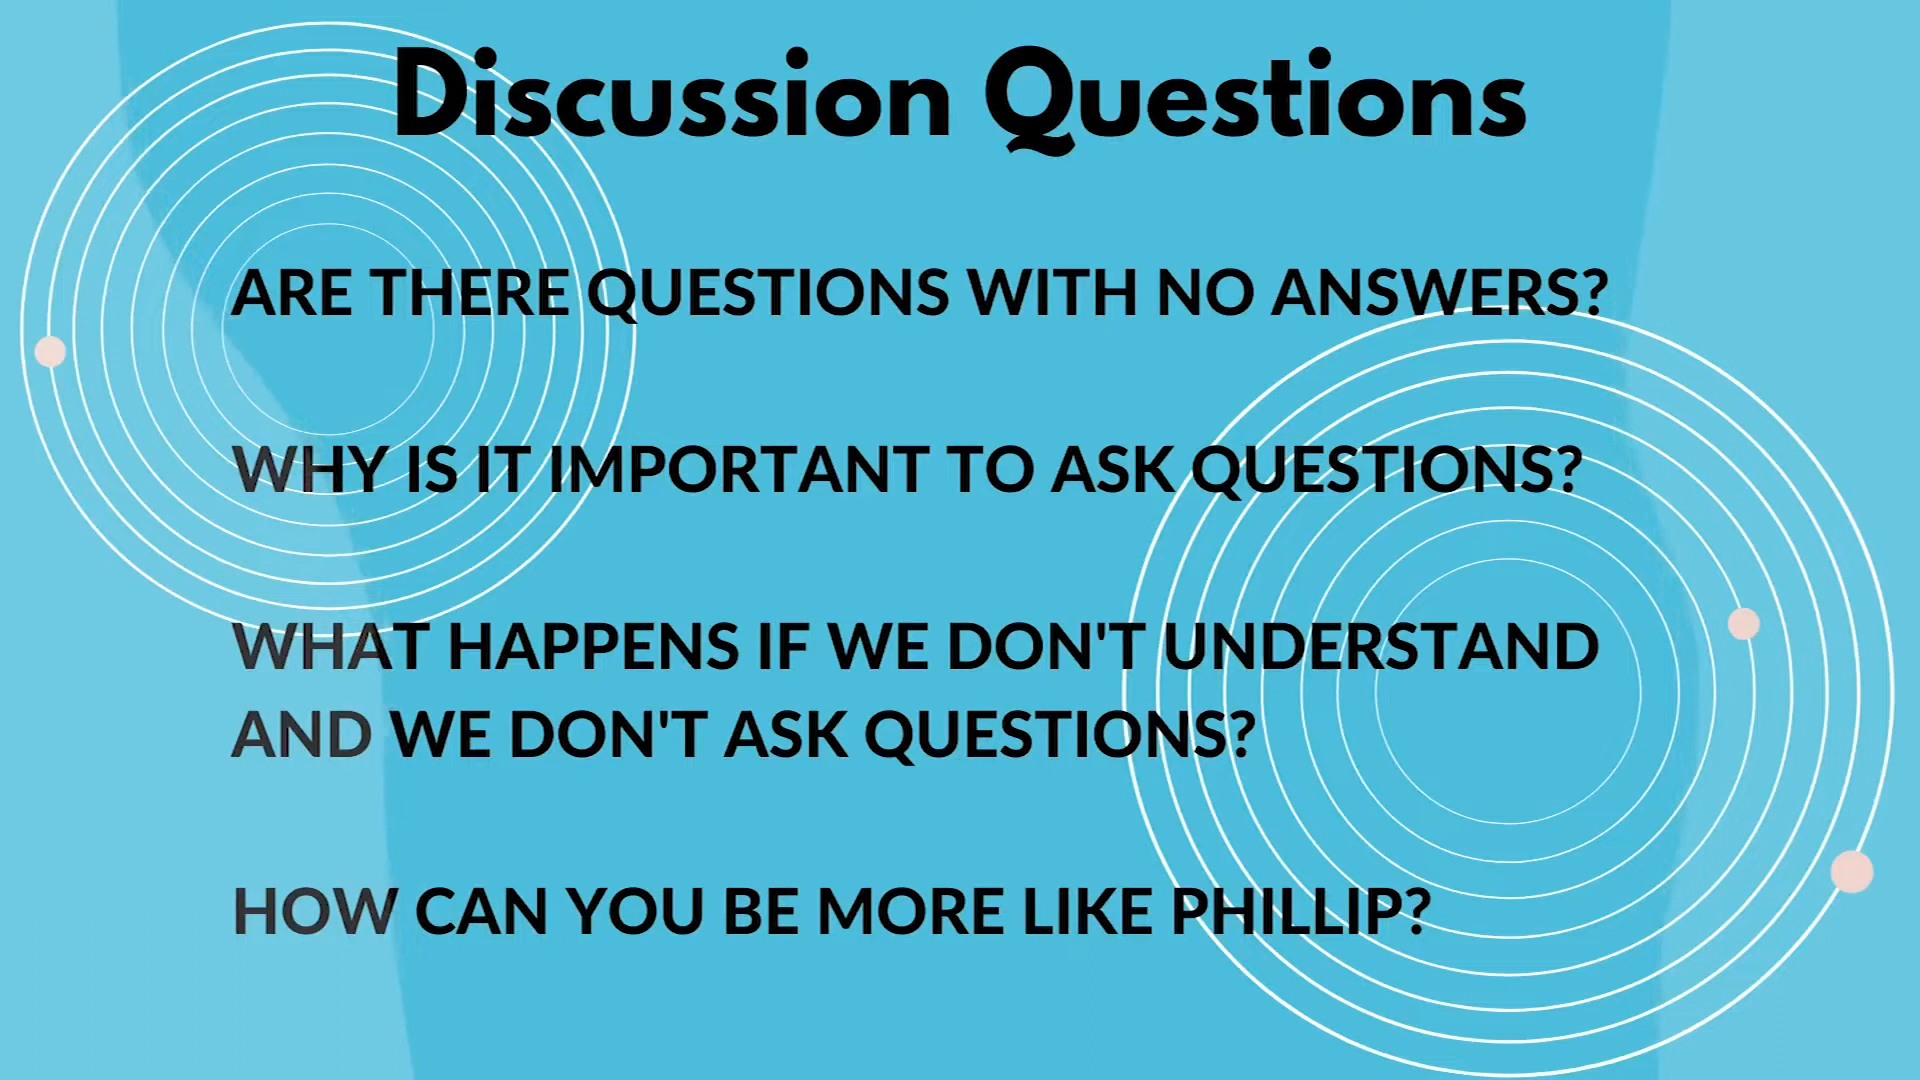 Discussion Questions
ARE THERE QUESTIONS WITH NO ANSWERS?
WHY IS IT IMPORTANT TO ASK QUESTIONS?
WHAT HAPPENS IF WE DON'T UNDERSTAND
AND WE DON'T ASK QUESTIONS?
HOW CAN YOU BE MORE LIKE PHILLIP?